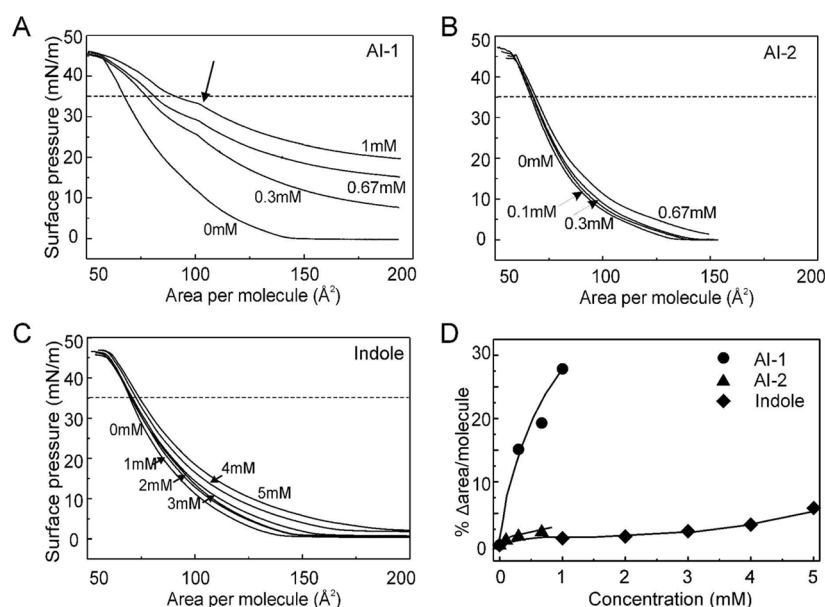 A
AI-1
Surface pressure (mN/m)
50
40
30
20
10
0
1mM
0.67mM
0.3mM
0mM
50 100 150 200
Area per molecule (Å²)
B
AI-2
Surface pressure (mN/m)
50
40
30
20
10
0
0mM
0.1mM
0.3mM
0.67mM
50 100 150 200
Area per molecule (Å²)
C
Indole
Surface pressure (mN/m)
50
40
30
20
10
0
0mM
1mM
2mM
3mM
4mM
5mM
50 100 150 200
Area per molecule (Å²)
D
AI-1
AI-2
Indole
% Δarea/molecule
30
20
10
0
0 1 2 3 4 5
Concentration (mM)